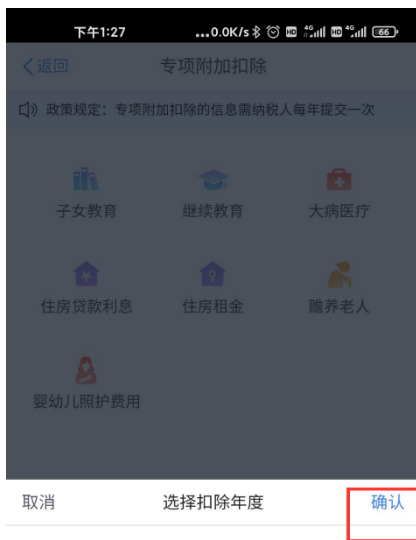 下午1:27 ...0.0K/s HD 4G HD 4G 66
返回 专项附加扣除
政策规定：专项附加扣除的信息需纳税人每年提交一次
子女教育 继续教育 大病医疗
住房贷款利息 住房租金 赡养老人
婴幼儿照护费用
取消 选择扣除年度 确认